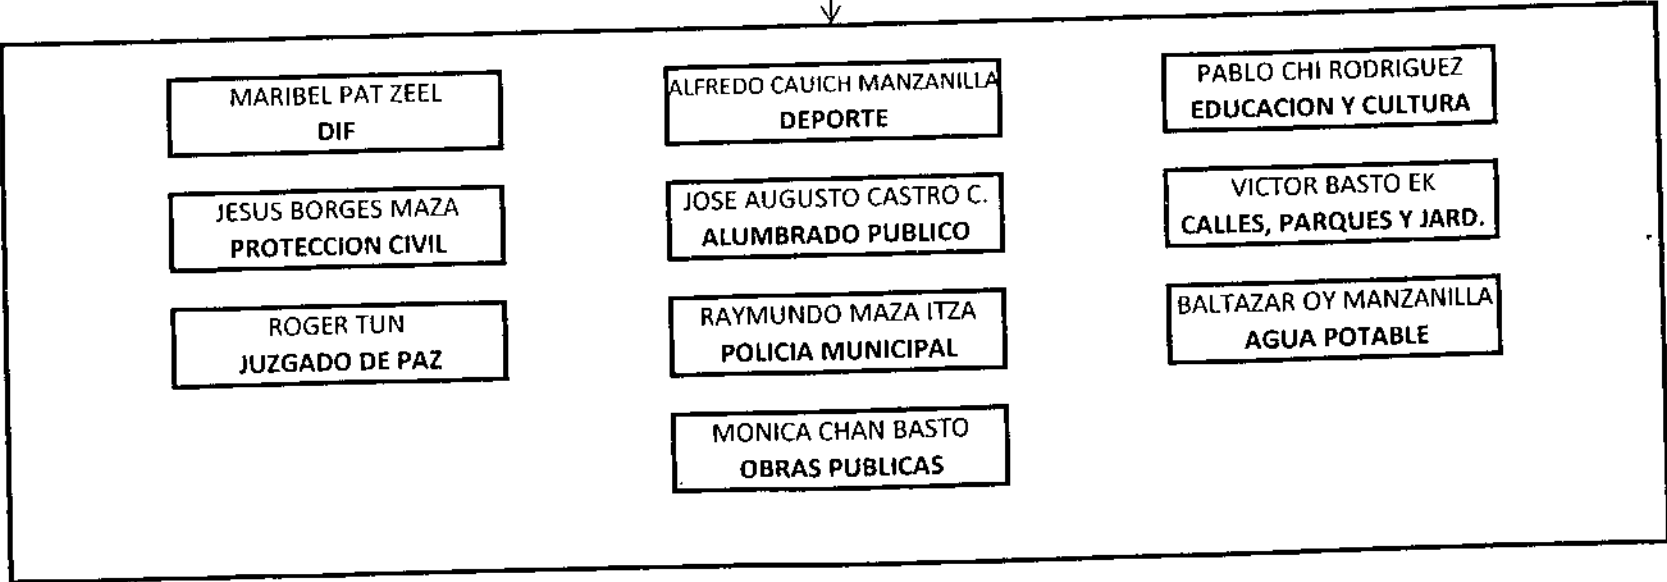 MARIBEL PAT ZEEL
DIF
ALFREDO CAUICH MANZANILLA
DEPORTE
PABLO CHI RODRIGUEZ
EDUCACION Y CULTURA
JESUS BORGES MAZA
PROTECCION CIVIL
JOSE AUGUSTO CASTRO C.
ALUMBRADO PUBLICO
VICTOR BASTO EK
CALLES, PARQUES Y JARD.
ROGER TUN
JUZGADO DE PAZ
RAYMUNDO MAZA ITZA
POLICIA MUNICIPAL
BALTAZAR OY MANZANILLA
AGUA POTABLE
MONICA CHAN BASTO
OBRAS PUBLICAS